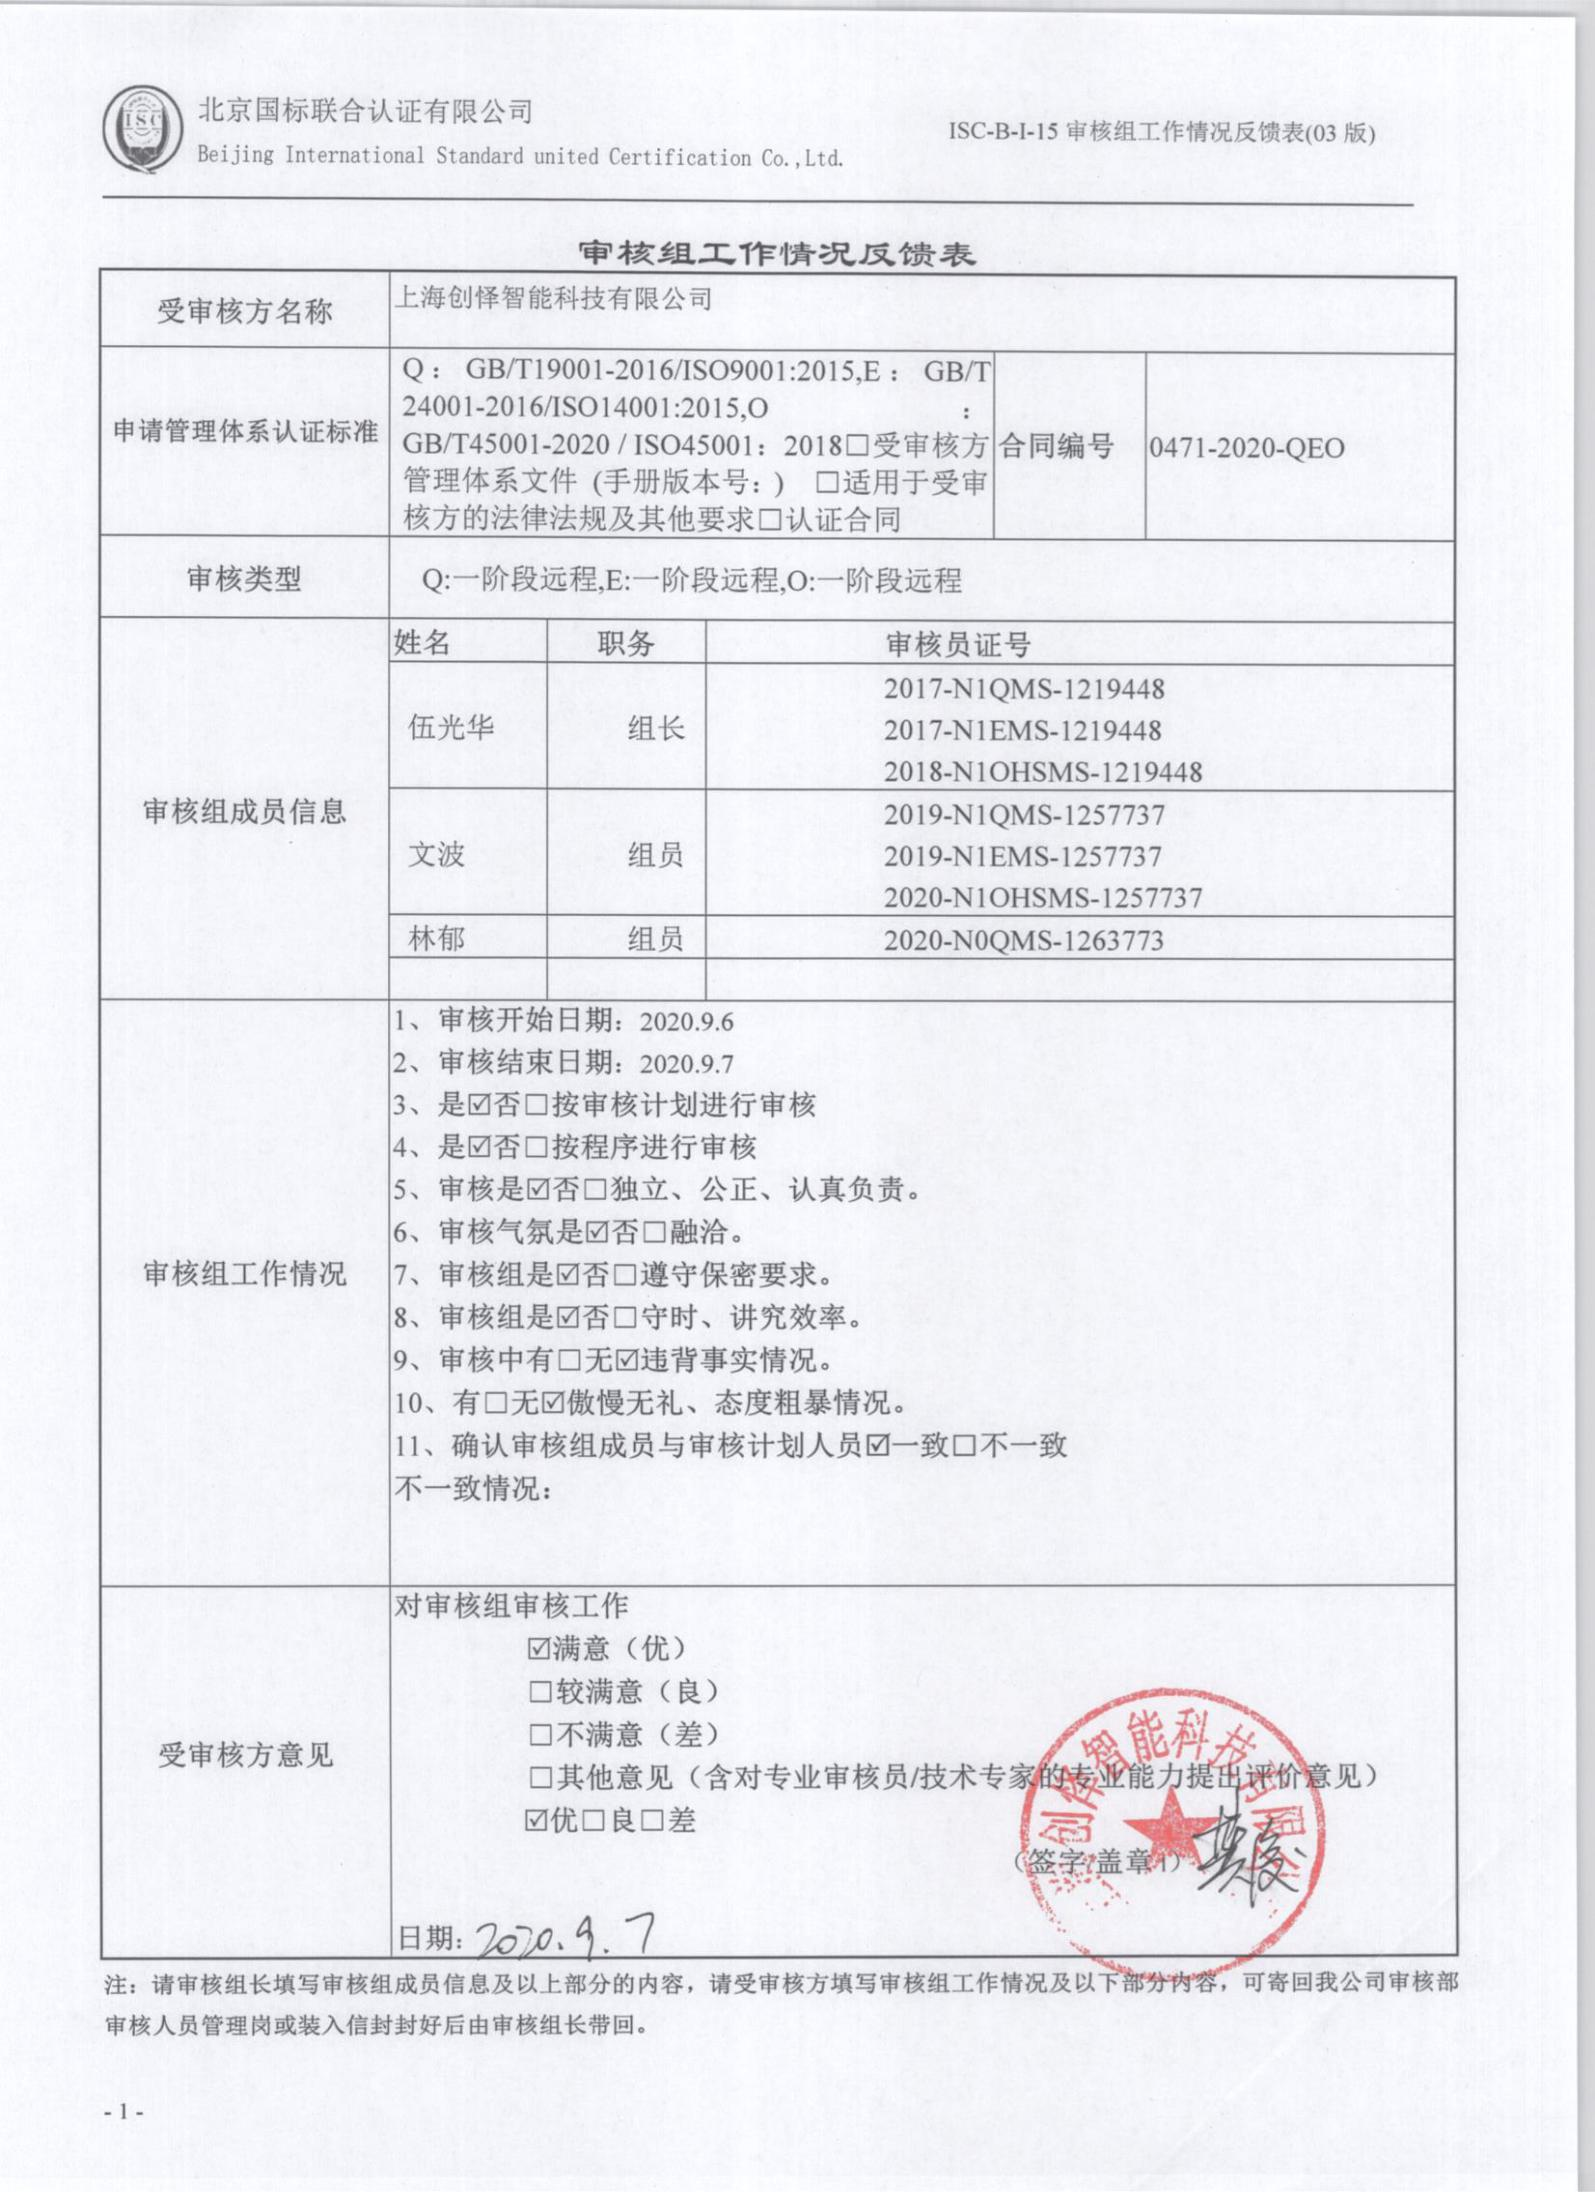 ISC
北京国标联合认证有限公司
Beijing International Standard united Certification Co.,Ltd.
ISC-B-I-15 审核组工作情况反馈表(03 版)
审核组工作情况反馈表
受审核方名称
上海创怿智能科技有限公司
申请管理体系认证标准
Q： GB/T19001-2016/ISO9001:2015,E： GB/T
24001-2016/ISO14001:2015,O ：
GB/T45001-2020 / ISO45001：2018□受审核方
管理体系文件 (手册版本号：) □适用于受审
核方的法律法规及其他要求□认证合同
合同编号
0471-2020-QEO
审核类型
Q:一阶段远程,E:一阶段远程,O:一阶段远程
审核组成员信息
姓名 职务 审核员证号
伍光华 组长
2017-N1QMS-1219448
2017-N1EMS-1219448
2018-N1OHSMS-1219448
文波 组员
2019-N1QMS-1257737
2019-N1EMS-1257737
2020-N1OHSMS-1257737
林郁 组员 2020-N0QMS-1263773
审核组工作情况
1、审核开始日期：2020.9.6
2、审核结束日期：2020.9.7
3、是☑否□按审核计划进行审核
4、是☑否□按程序进行审核
5、审核是☑否□独立、公正、认真负责。
6、审核气氛是☑否□融洽。
7、审核组是☑否□遵守保密要求。
8、审核组是☑否□守时、讲究效率。
9、审核中有□无☑违背事实情况。
10、有□无☑傲慢无礼、态度粗暴情况。
11、确认审核组成员与审核计划人员☑一致□不一致
不一致情况：
受审核方意见
对审核组审核工作
☑满意（优）
□较满意（良）
□不满意（差）
□其他意见（含对专业审核员/技术专家的专业能力提出评价意见）
☑优□良□差
创怿智能科技有限
（签字/盖章）
日期：2020.9.7
注：请审核组长填写审核组成员信息及以上部分的内容，请受审核方填写审核组工作情况及以下部分内容，可寄回我公司审核部
审核人员管理岗或装入信封封好后由审核组长带回。
- 1 -